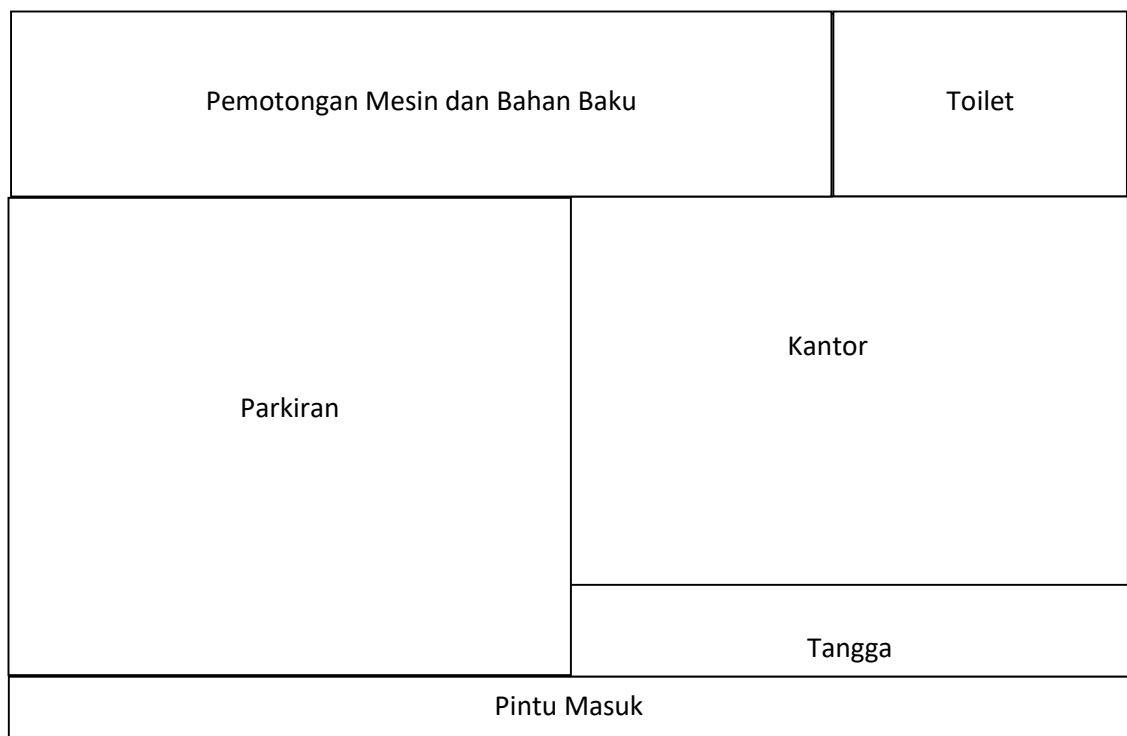 Pemotongan Mesin dan Bahan Baku
Toilet
Kantor
Parkiran
Tangga
Pintu Masuk